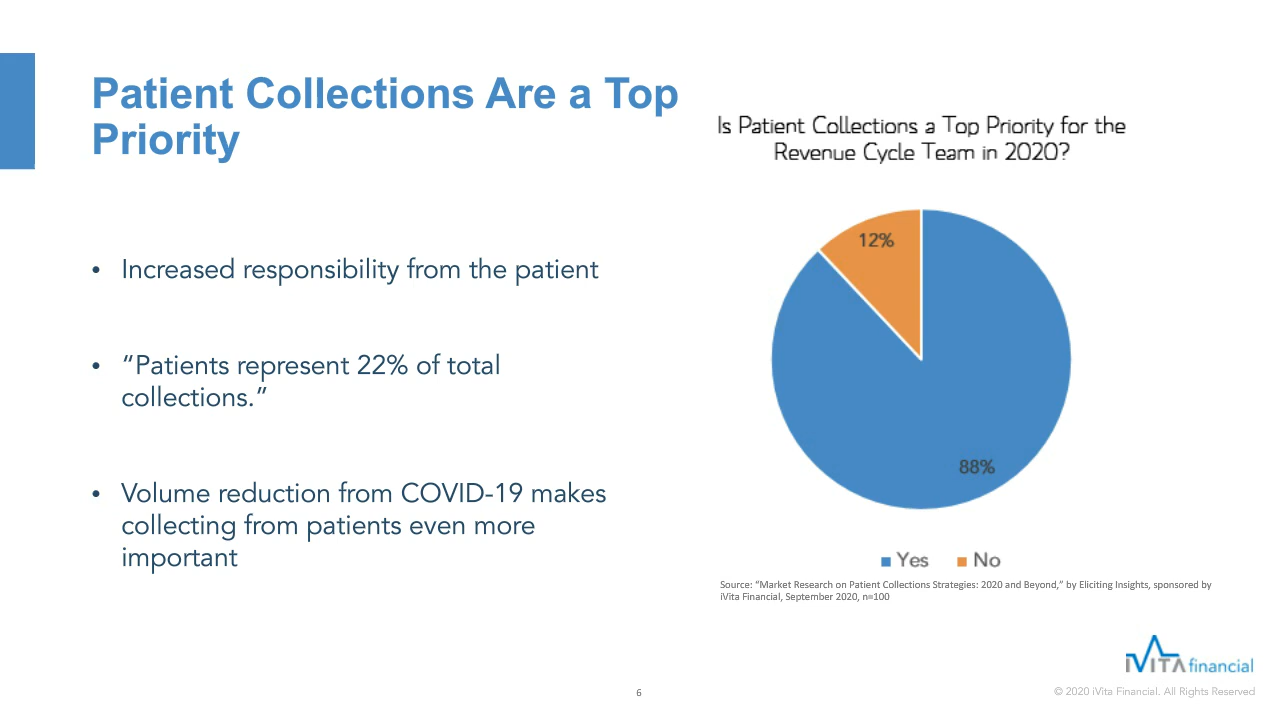 Patient Collections Are a Top
Priority
• Increased responsibility from the patient
• “Patients represent 22% of total
collections.”
• Volume reduction from COVID-19 makes
collecting from patients even more
important
Is Patient Collections a Top Priority for the
Revenue Cycle Team in 2020?
12%
88%
Yes No
Source: “Market Research on Patient Collections Strategies: 2020 and Beyond,” by Eliciting Insights, sponsored by
iVita Financial, September 2020, n=100
iVITA financial
6
© 2020 iVita Financial. All Rights Reserved